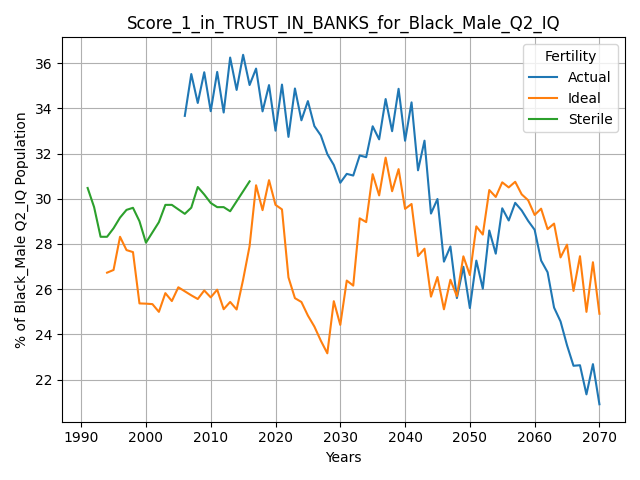 Score_1_in_TRUST_IN_BANKS_for_Black_Male_Q2_IQ
% of Black_Male Q2_IQ Population
36
34
32
30
28
26
24
22
Fertility
Actual
Ideal
Sterile
1990 2000 2010 2020 2030 2040 2050 2060 2070
Years